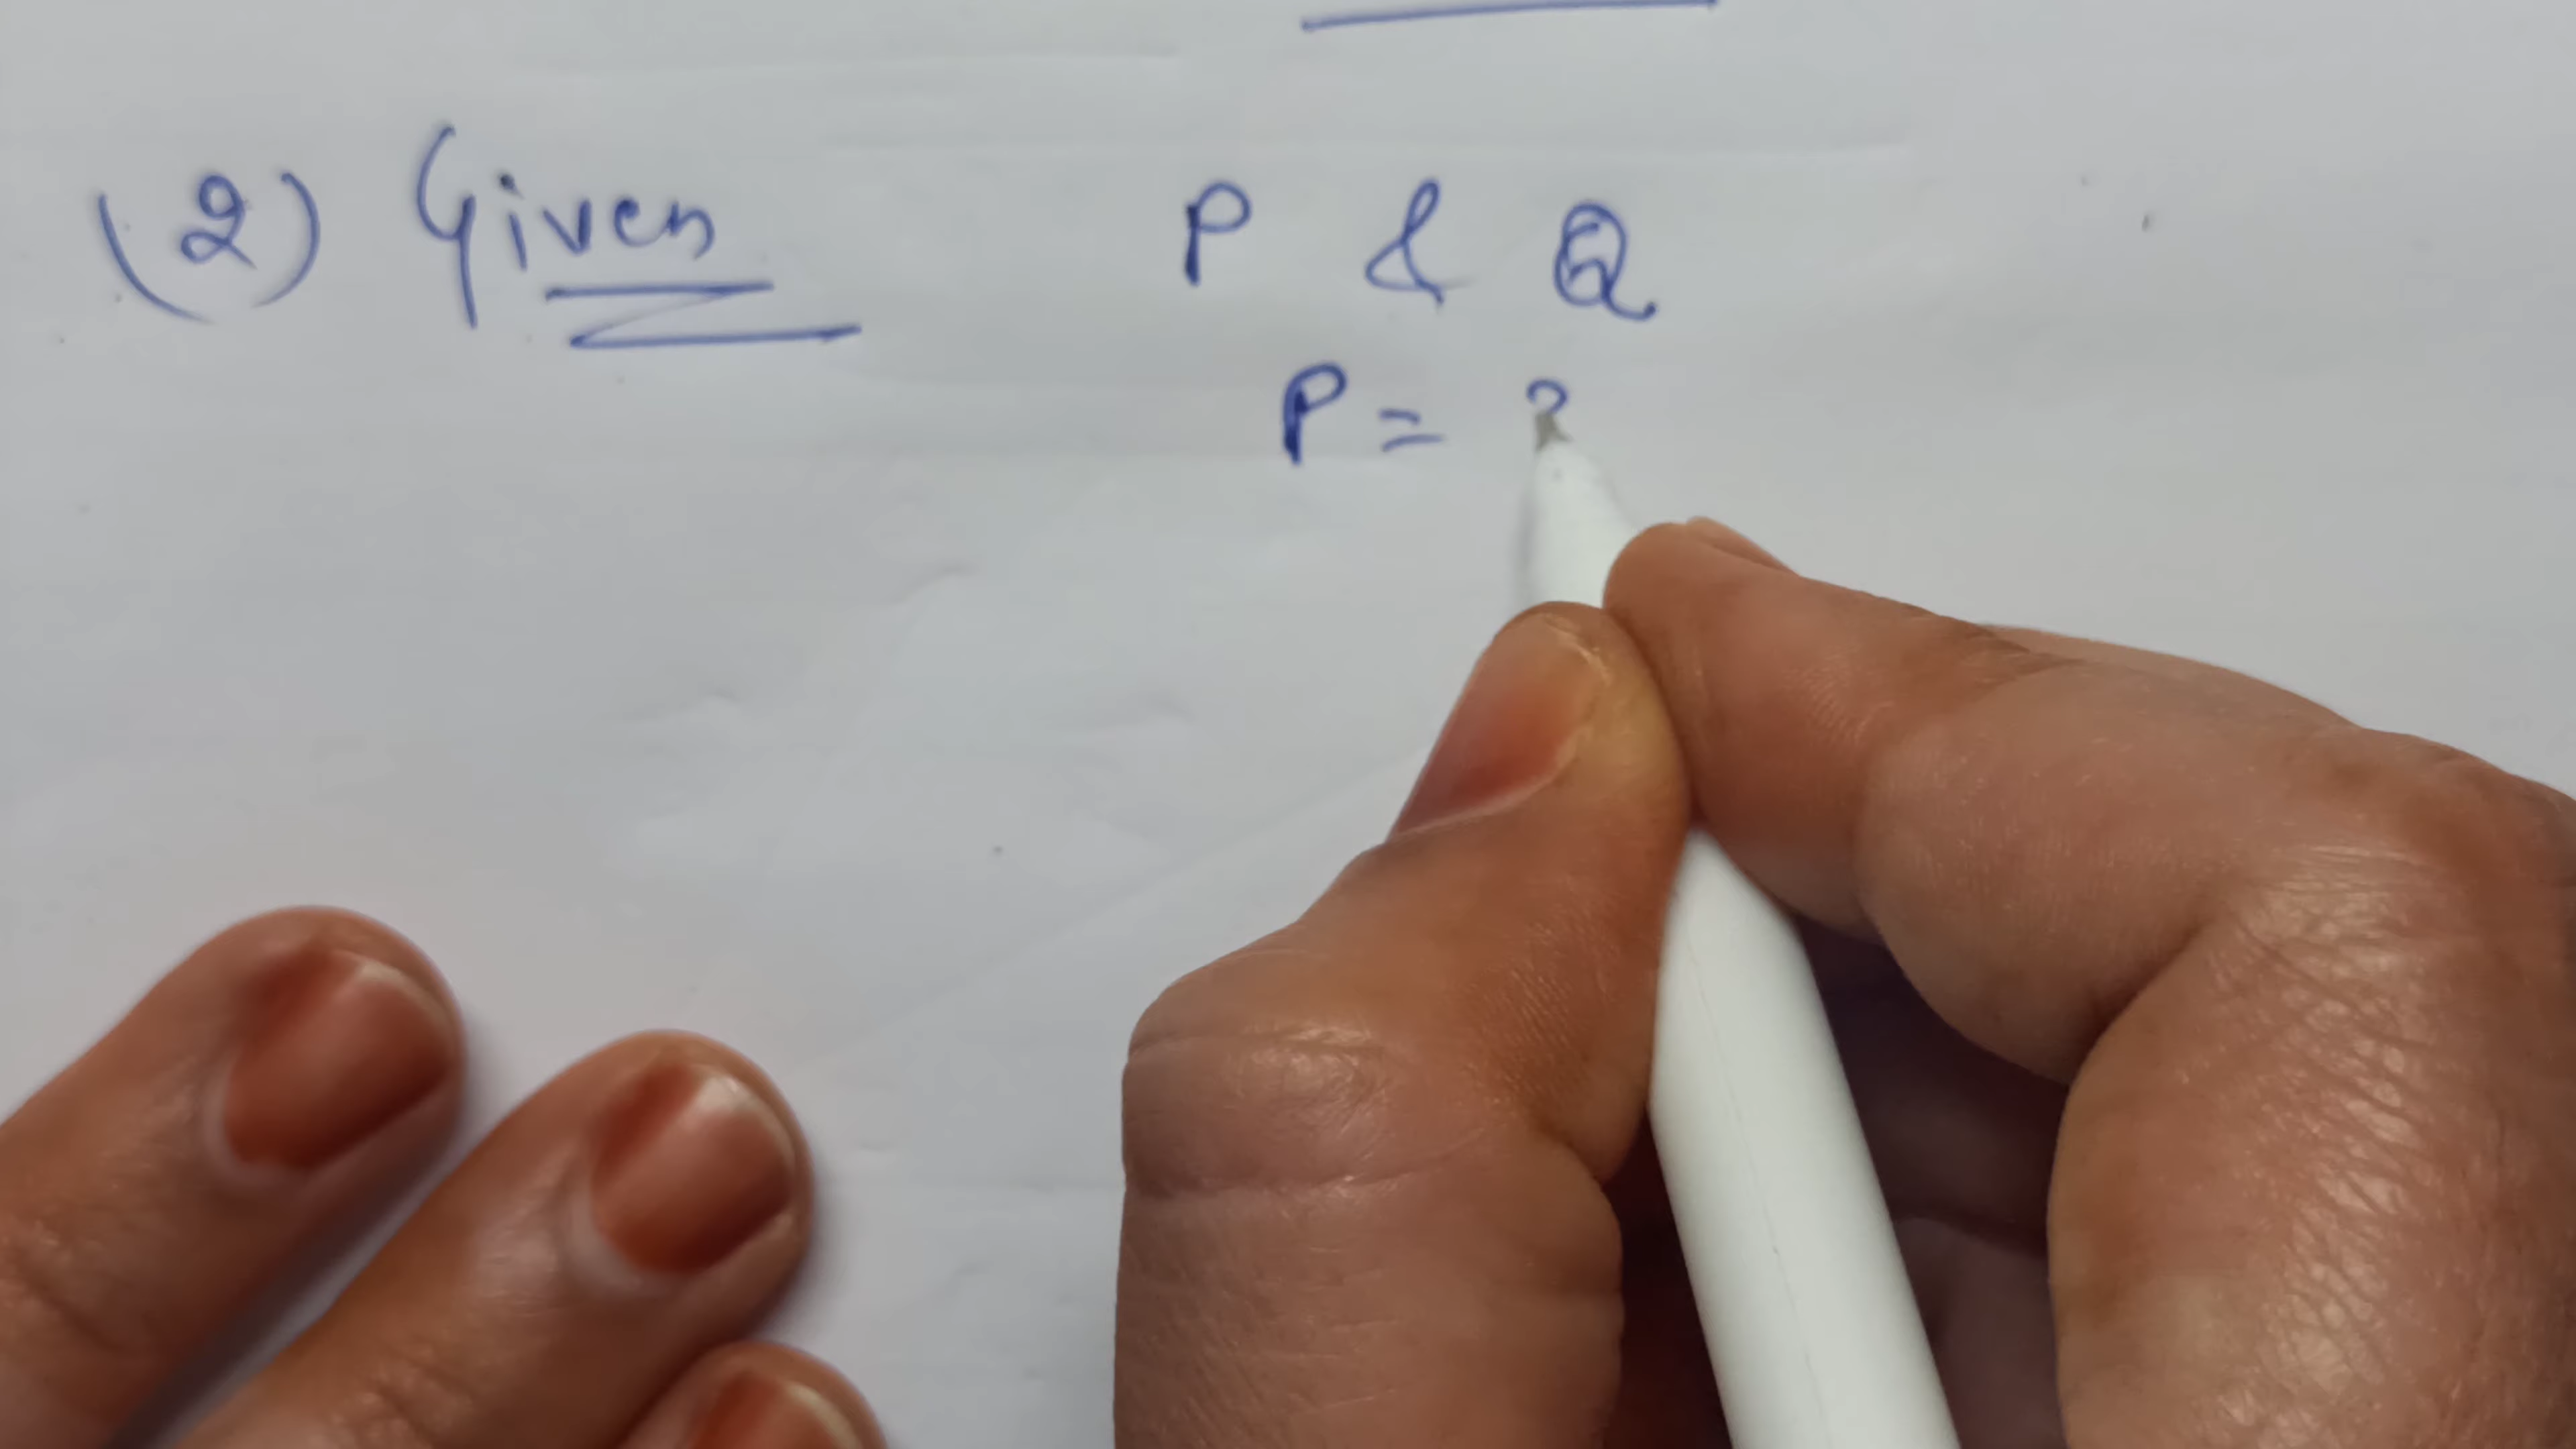 (2) Given P & Q
P =